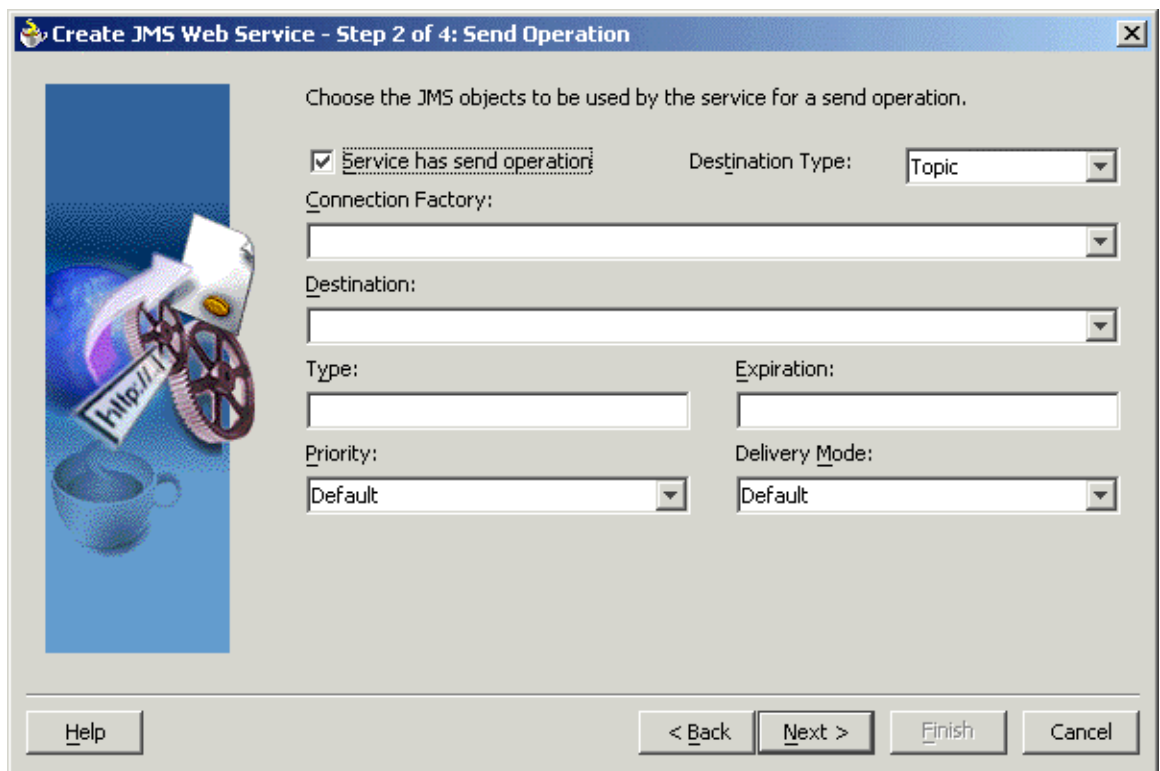 Create JMS Web Service - Step 2 of 4: Send Operation
Choose the JMS objects to be used by the service for a send operation.
Service has send operation Destination Type: Topic
Connection Factory:
Destination:
Type: Expiration:
Priority: Delivery Mode:
Default Default
http://
Help < Back Next > Finish Cancel